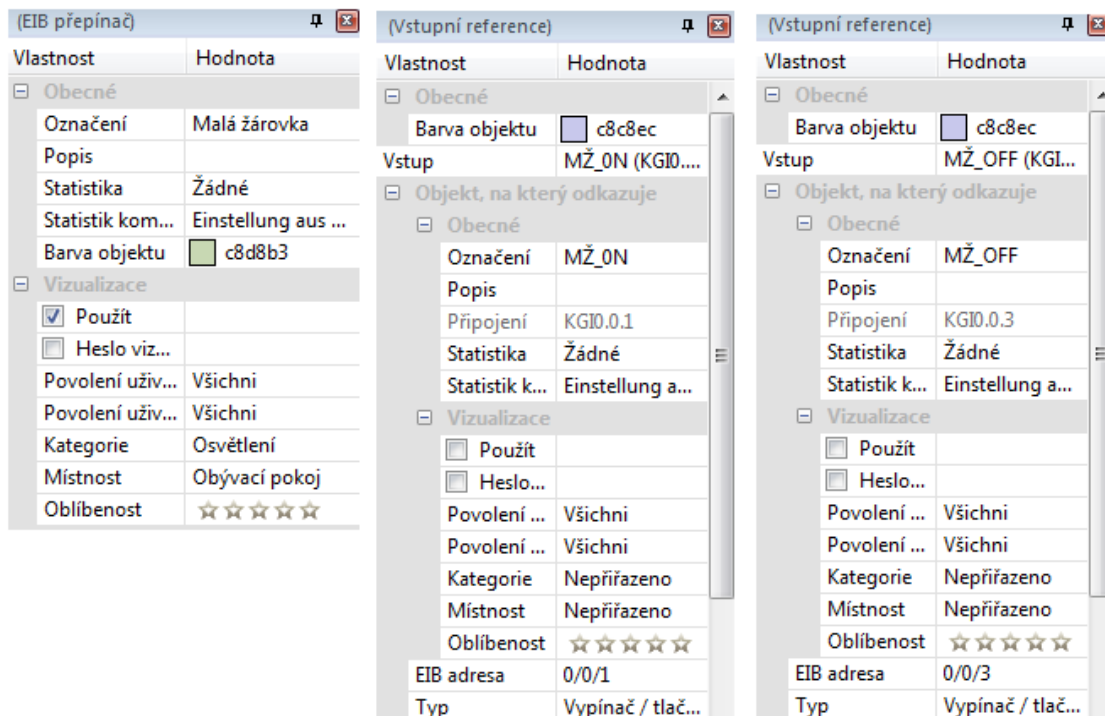 (EIB přepínač)
Vlastnost Hodnota
Obecné
Označení Malá žárovka
Popis
Statistika Žádné
Statistik kom... Einstellung aus ...
Barva objektu c8d8b3
Vizualizace
Použít
Heslo viz...
Povolení uživ... Všichni
Povolení uživ... Všichni
Kategorie Osvětlení
Místnost Obývací pokoj
Oblíbenost
(Vstupní reference)
Vlastnost Hodnota
Obecné
Barva objektu c8c8ec
Vstup MŽ_0N (KGI0....
Objekt, na který odkazuje
Obecné
Označení MŽ_0N
Popis
Připojení KGI0.0.1
Statistika Žádné
Statistik k... Einstellung a...
Vizualizace
Použít
Heslo...
Povolení ... Všichni
Povolení ... Všichni
Kategorie Nepřiřazeno
Místnost Nepřiřazeno
Oblíbenost
EIB adresa 0/0/1
Typ Vypínač / tlač...
(Vstupní reference)
Vlastnost Hodnota
Obecné
Barva objektu c8c8ec
Vstup MŽ_OFF (KGI...
Objekt, na který odkazuje
Obecné
Označení MŽ_OFF
Popis
Připojení KGI0.0.3
Statistika Žádné
Statistik k... Einstellung a...
Vizualizace
Použít
Heslo...
Povolení ... Všichni
Povolení ... Všichni
Kategorie Nepřiřazeno
Místnost Nepřiřazeno
Oblíbenost
EIB adresa 0/0/3
Typ Vypínač / tlač...